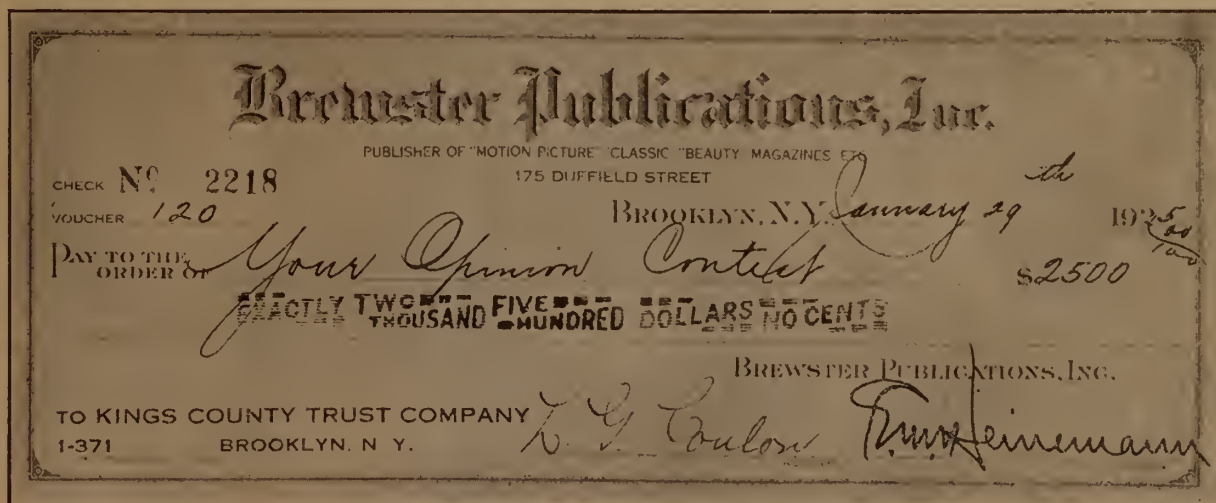 Brewster Publications, Inc.
PUBLISHER OF "MOTION PICTURE" "CLASSIC" "BEAUTY" MAGAZINES ETC
175 DUFFIELD STREET
CHECK No 2218
VOUCHER 120
BROOKLYN, N.Y. January 29th 1925
PAY TO THE ORDER OF Your Opinion Contest $2500 00/100
EXACTLY TWO THOUSAND FIVE HUNDRED DOLLARS NO CENTS
BREWSTER PUBLICATIONS, INC.
TO KINGS COUNTY TRUST COMPANY
1-371 BROOKLYN. N Y.
Heinemann